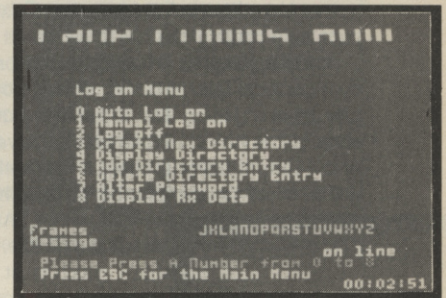 Log on Menu
0 Auto Log on
1 Manual Log on
2 Log off
3 Create New Directory
4 Display Directory
5 Add Directory Entry
6 Delete Directory Entry
7 Alter Password
8 Display Rx Data
Frames JKLMNOPQRSTUVWXYZ
Message
on line
Please Press A Number from 0 to 8
Press ESC for the Main Menu
00:02:51